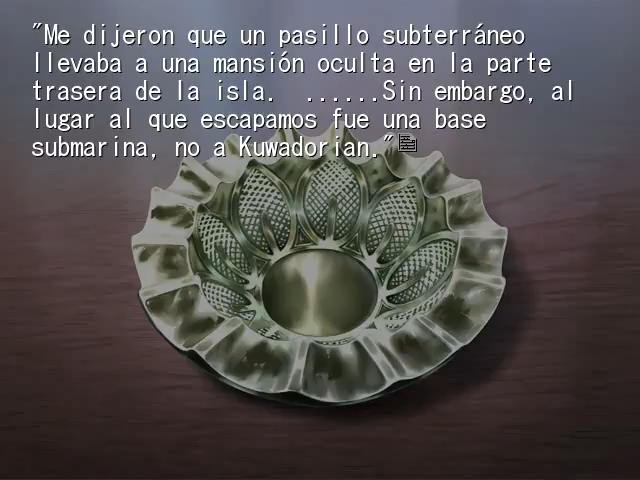 "Me dijeron que un pasillo subterráneo
llevaba a una mansión oculta en la parte
trasera de la isla.  ......Sin embargo, al
lugar al que escapamos fue una base
submarina, no a Kuwadorian."